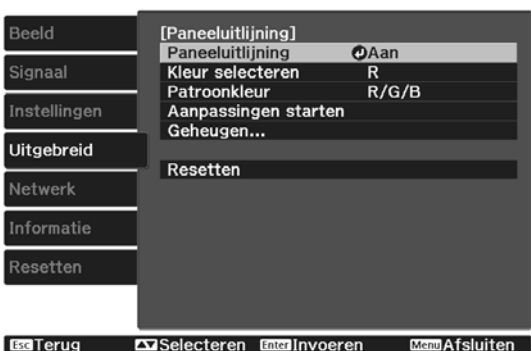 Beeld
Signaal
Instellingen
Uitgebreid
Netwerk
Informatie
Resetten
[Paneeluitlijning]
Paneeluitlijning Aan
Kleur selecteren R
Patroonkleur R/G/B
Aanpassingen starten
Geheugen...
Resetten
Esc Terug Selecteren Enter Invoeren Menu Afsluiten